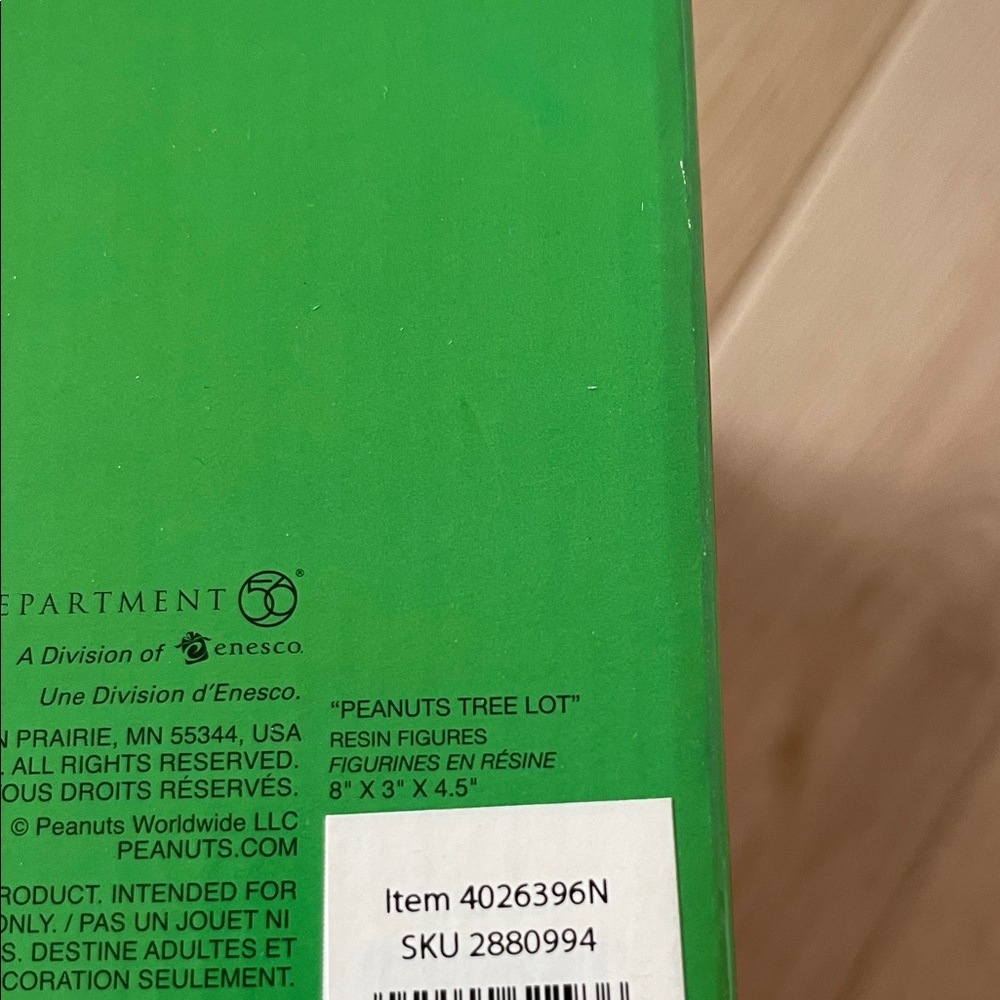 EPARTMENT 56®
A Division of enesco.
Une Division d'Enesco.
N PRAIRIE, MN 55344, USA
. ALL RIGHTS RESERVED.
OUS DROITS RÉSERVÉS.
© Peanuts Worldwide LLC
PEANUTS.COM
RODUCT. INTENDED FOR
ONLY. / PAS UN JOUET NI
S. DESTINE ADULTES ET
CORATION SEULEMENT.
"PEANUTS TREE LOT"
RESIN FIGURES
FIGURINES EN RÉSINE
8" X 3" X 4.5"
Item 4026396N
SKU 2880994